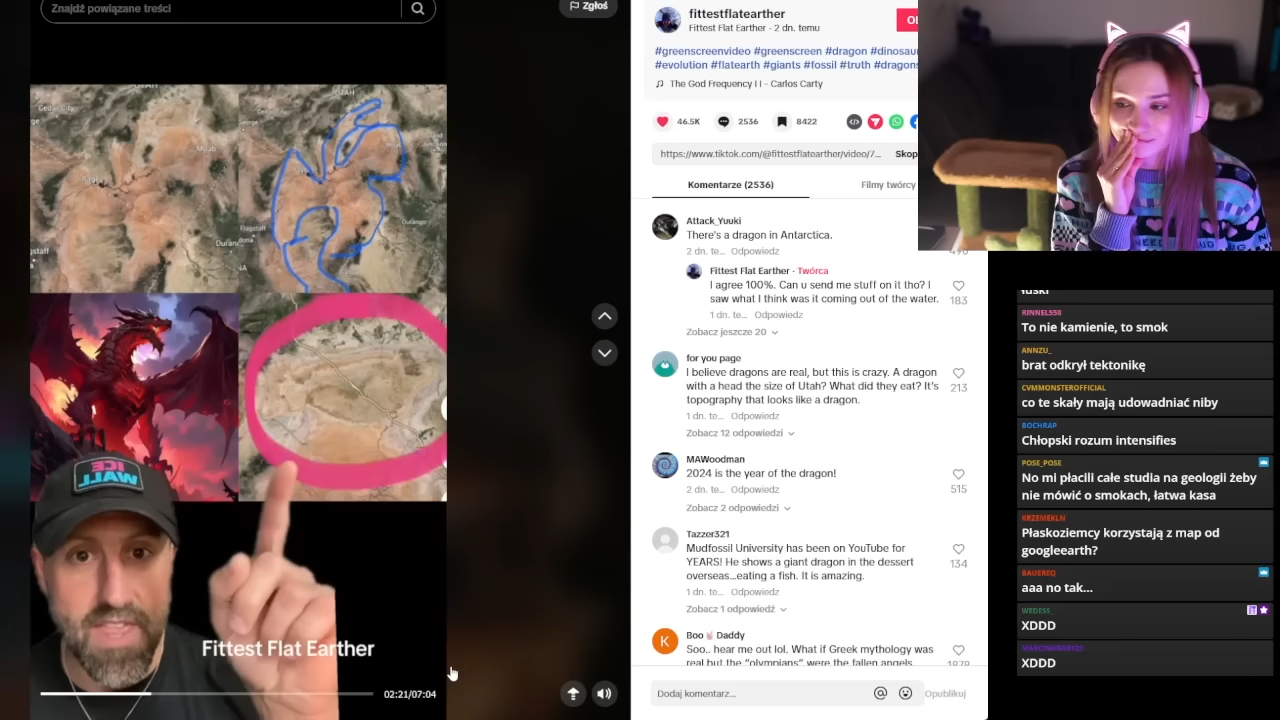 Znajdź powiązane treści
Zgłoś
UTAH
Cedar City
Moab
Durango
Flagstaff
Durango
ICE
WALL
Fittest Flat Earther
02:21/07:04
fittestflatearther
Fittest Flat Earther · 2 dn. temu
#greenscreenvideo #greenscreen #dragon #dinosaur
#evolution #flatearth #giants #fossil #truth #dragons
The God Frequency I I - Carlos Carty
46.5K
2536
8422
https://www.tiktok.com/@fittestflatearther/video/7...
Skop
Komentarze (2536)
Filmy twórcy
Attack_Yuuki
There's a dragon in Antarctica.
2 dn. te... Odpowiedz
Fittest Flat Earther · Twórca
I agree 100%. Can u send me stuff on it tho? I
saw what I think was it coming out of the water.
183
1 dn. te... Odpowiedz
Zobacz jeszcze 20
for you page
I believe dragons are real, but this is crazy. A dragon
with a head the size of Utah? What did they eat? It's
topography that looks like a dragon.
213
1 dn. te... Odpowiedz
Zobacz 12 odpowiedzi
MAWoodman
2024 is the year of the dragon!
515
2 dn. te... Odpowiedz
Zobacz 2 odpowiedzi
Tazzer321
Mudfossil University has been on YouTube for
YEARS! He shows a giant dragon in the dessert
overseas...eating a fish. It is amazing.
134
1 dn. te... Odpowiedz
Zobacz 1 odpowiedź
K
Boo Daddy
Soo.. hear me out lol. What if Greek mythology was
real but the "olympians" were the fallen angels
Dodaj komentarz...
Opublikuj
RINNEL558
To nie kamienie, to smok
ANNZU_
brat odkrył tektonikę
CVMMONSTEROFFICIAL
co te skały mają udowadniać niby
BOCHRAP
Chłopski rozum intensifies
POSE_POSE
No mi płacili całe studia na geologii żeby
nie mówić o smokach, łatwa kasa
KRZEMEKLN
Płaskoziemcy korzystają z map od
googleearth?
BAUEREQ
aaa no tak...
WEDESS_
XDDD
XDDD